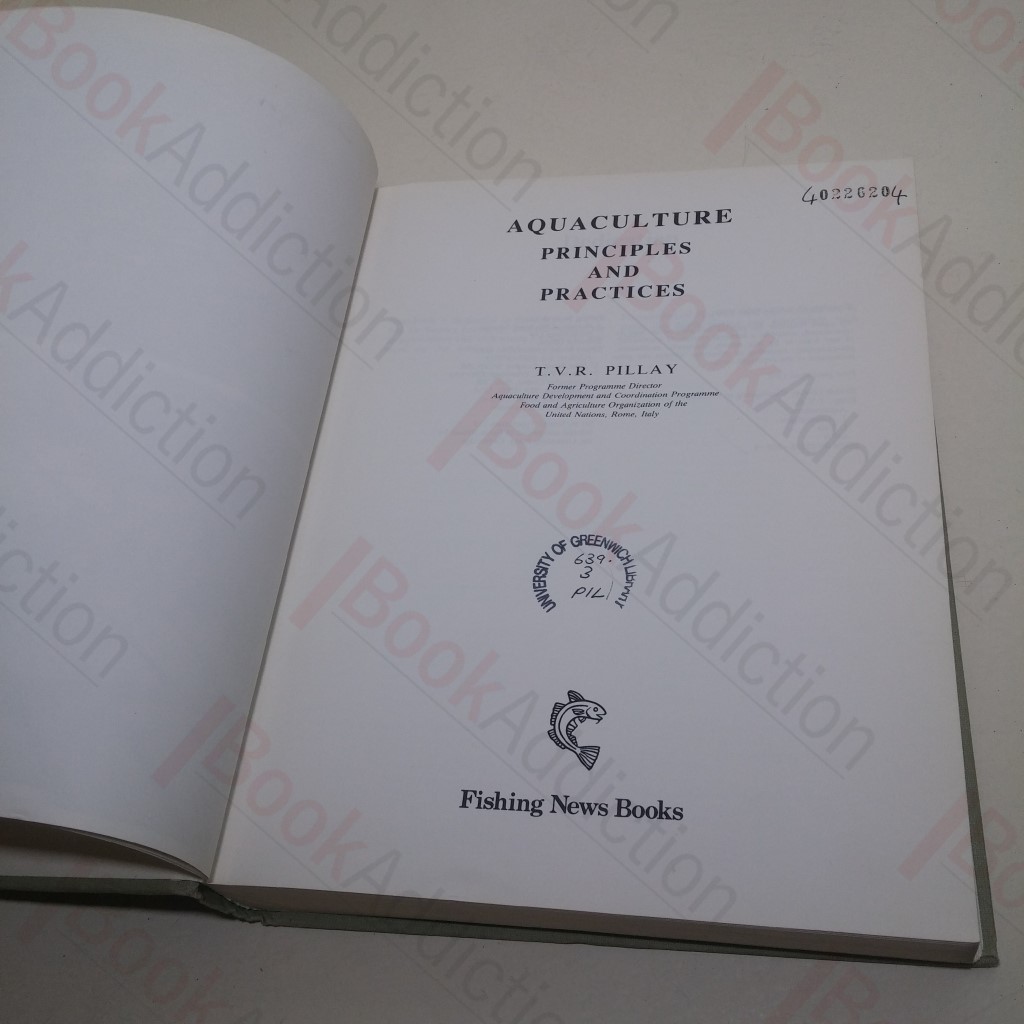 40226204
AQUACULTURE
PRINCIPLES
AND
PRACTICES
T.V.R. PILLAY
Former Programme Director
Aquaculture Development and Coordination Programme
Food and Agriculture Organization of the
United Nations, Rome, Italy
UNIVERSITY OF GREENWICH LIBRARY
639.
3
PIL
Fishing News Books
BookAddiction